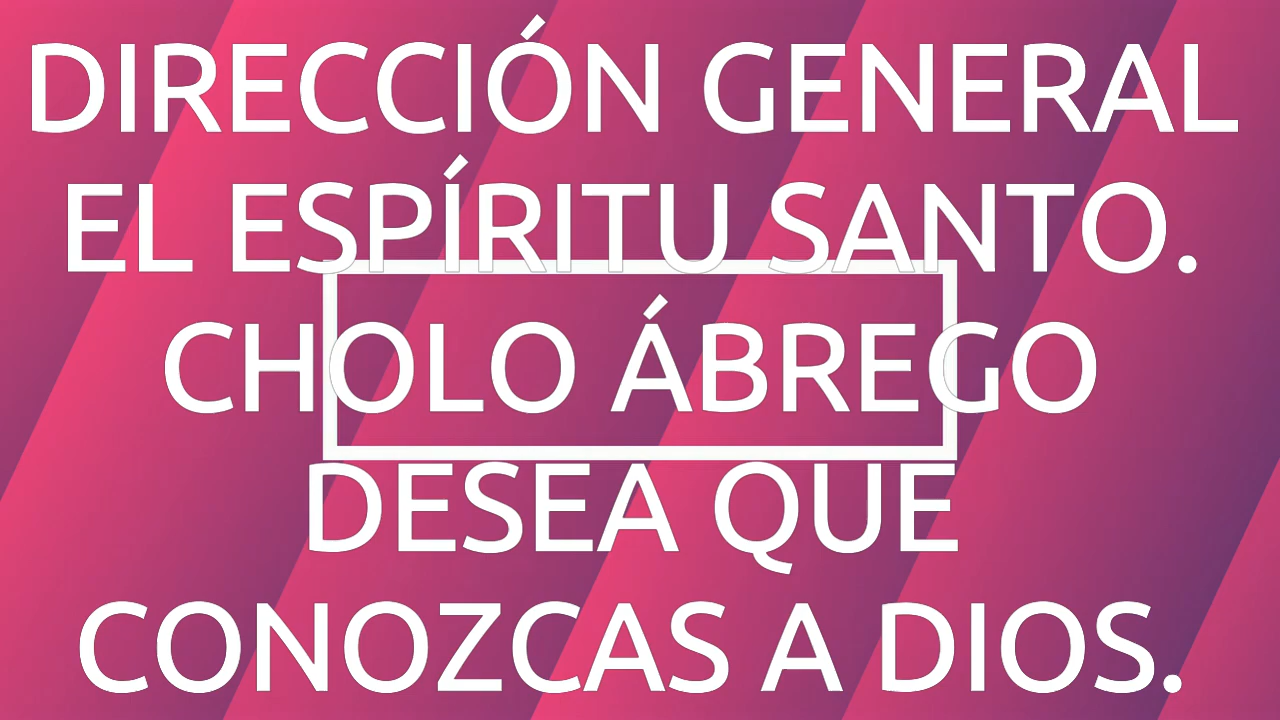 DIRECCIÓN GENERAL
EL ESPÍRITU SANTO.
CHOLO ÁBREGO
DESEA QUE
CONOZCAS A DIOS.